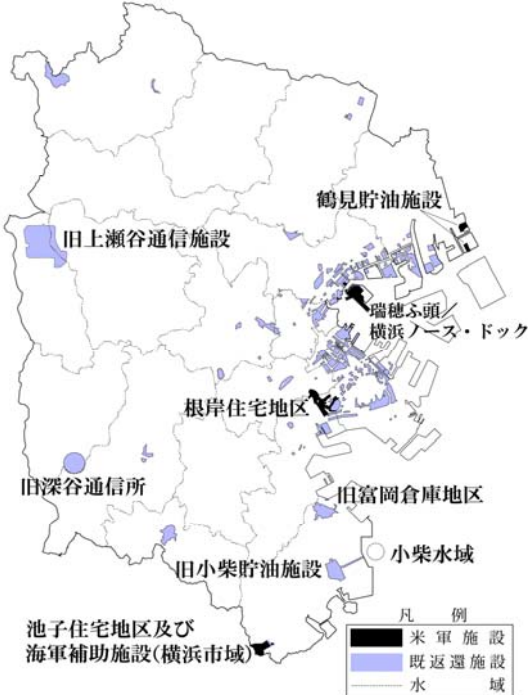 鶴見貯油施設
旧上瀬谷通信施設
瑞穂ふ頭／
横浜ノース・ドック
根岸住宅地区
旧深谷通信所
旧富岡倉庫地区
小柴水域
旧小柴貯油施設
池子住宅地区及び
海軍補助施設(横浜市域)
凡 例
米軍施設
既返還施設
水 域